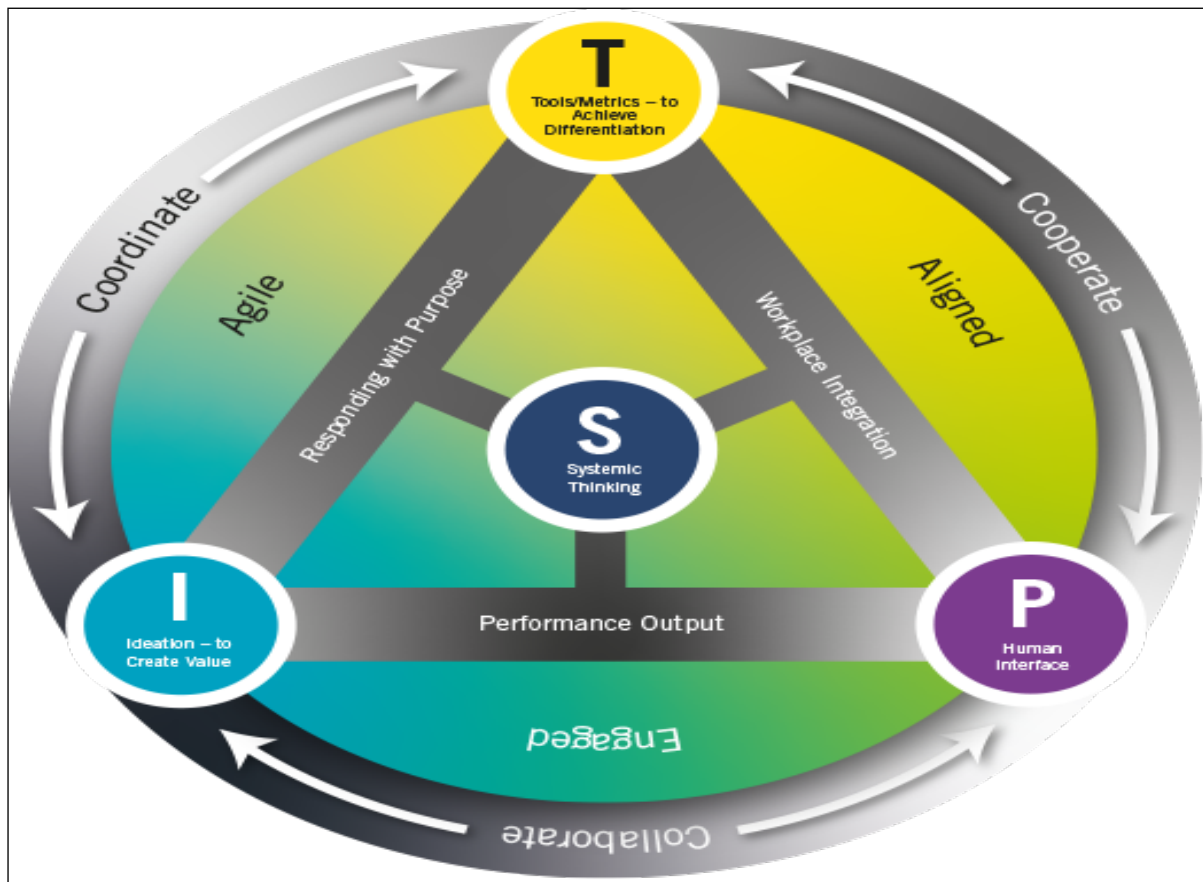 T
Tools/Metrics – to
Achieve
Differentiation
Coordinate
Cooperate
Agile
Aligned
Responding with Purpose
Workplace Integration
S
Systemic
Thinking
I
Ideation – to
Create Value
Performance Output
P
Human
Interface
Engaged
Collaborate